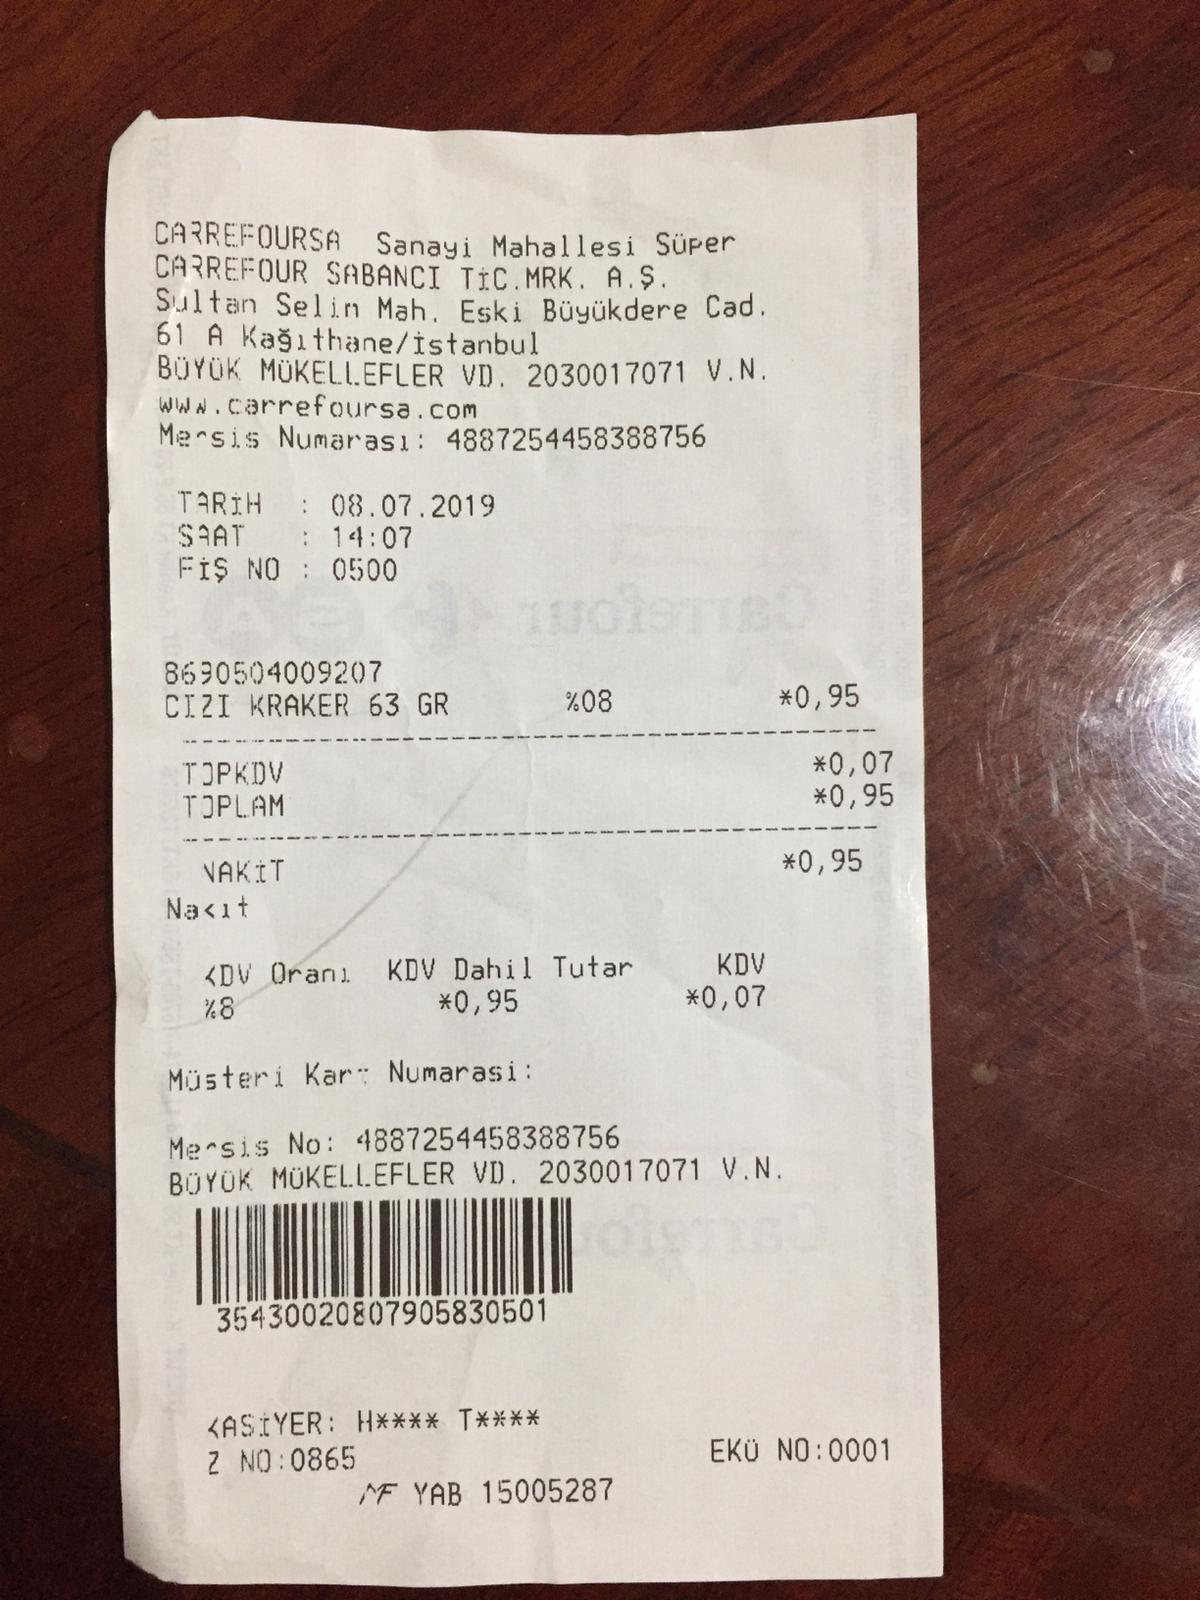 CARREFOURSA Sanayi Mahallesi Süper
CARREFOUR SABANCI TİC.MRK. A.Ş.
Sultan Selim Mah. Eski Büyükdere Cad.
61 A Kağıthane/İstanbul
BÜYÜK MÜKELLEFLER VD. 2030017071 V.N.
www.carrefoursa.com
Mersis Numarası: 4887254458388756
TARİH : 08.07.2019
SAAT : 14:07
FİŞ NO : 0500
8690504009207
CIZI KRAKER 63 GR %08 *0,95
TOPKDV *0,07
TOPLAM *0,95
NAKİT *0,95
Nakıt
KDV Oranı KDV Dahil Tutar KDV
%8 *0,95 *0,07
Müsteri Kart Numarasi:
Mersis No: 4887254458388756
BÜYÜK MÜKELLEFLER VD. 2030017071 V.N.
35430020807905830501
KASİYER: H**** T****
Z NO:0865 EKÜ NO:0001
MF YAB 15005287